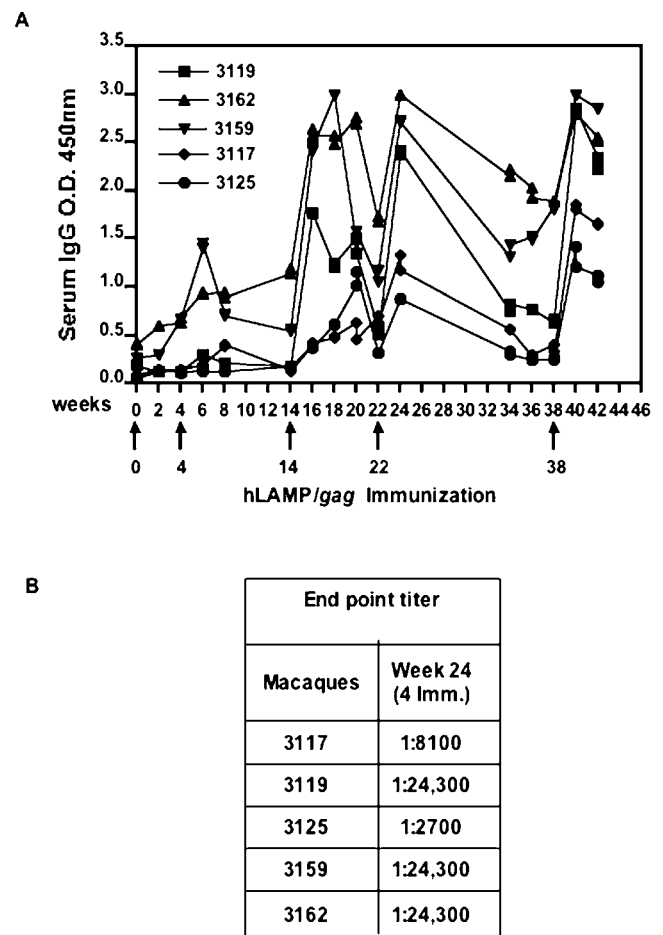 A
3.5
3.0
2.5
2.0
1.5
1.0
0.5
0.0
Serum IgG O.D. 450nm
3119
3162
3159
3117
3125
weeks 0 2 4 6 8 10 12 14 16 18 20 22 24 26 28 30 32 34 36 38 40 42 44 46
0 4 14 22 38
hLAMP/gag Immunization
B
End point titer
Macaques Week 24 (4 Imm.)
3117 1:8100
3119 1:24,300
3125 1:2700
3159 1:24,300
3162 1:24,300